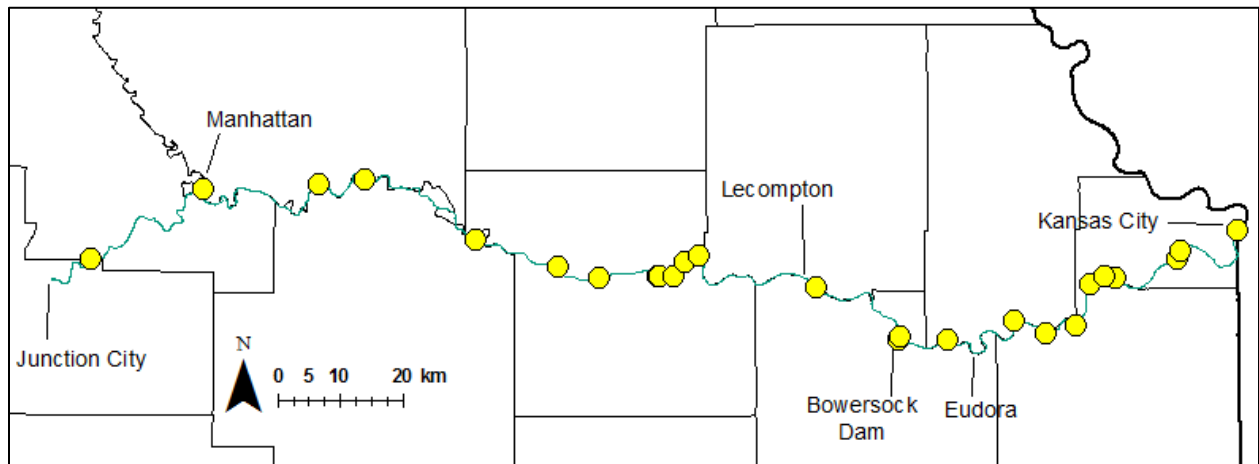 Manhattan
Lecompton
Kansas City
Junction City
N
0 5 10 20 km
Bowersock
Dam
Eudora